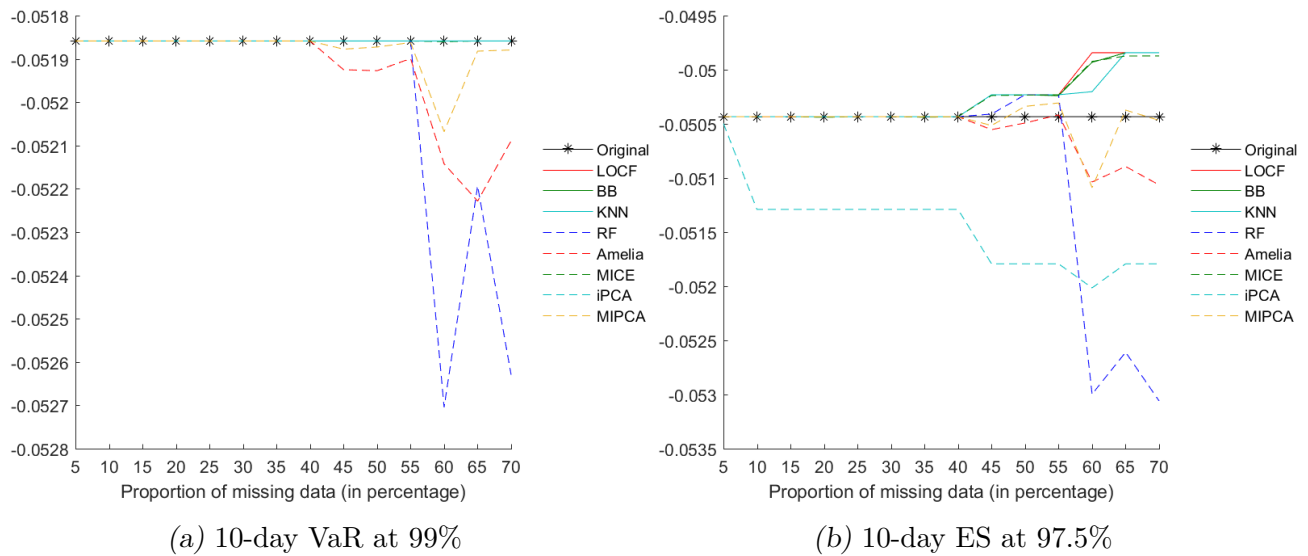 -0.0518
-0.0519
-0.052
-0.0521
-0.0522
-0.0523
-0.0524
-0.0525
-0.0526
-0.0527
-0.0528
5 10 15 20 25 30 35 40 45 50 55 60 65 70
Proportion of missing data (in percentage)
Original
LOCF
BB
KNN
RF
Amelia
MICE
iPCA
MIPCA
(a) 10-day VaR at 99%
-0.0495
-0.05
-0.0505
-0.051
-0.0515
-0.052
-0.0525
-0.053
-0.0535
5 10 15 20 25 30 35 40 45 50 55 60 65 70
Proportion of missing data (in percentage)
Original
LOCF
BB
KNN
RF
Amelia
MICE
iPCA
MIPCA
(b) 10-day ES at 97.5%